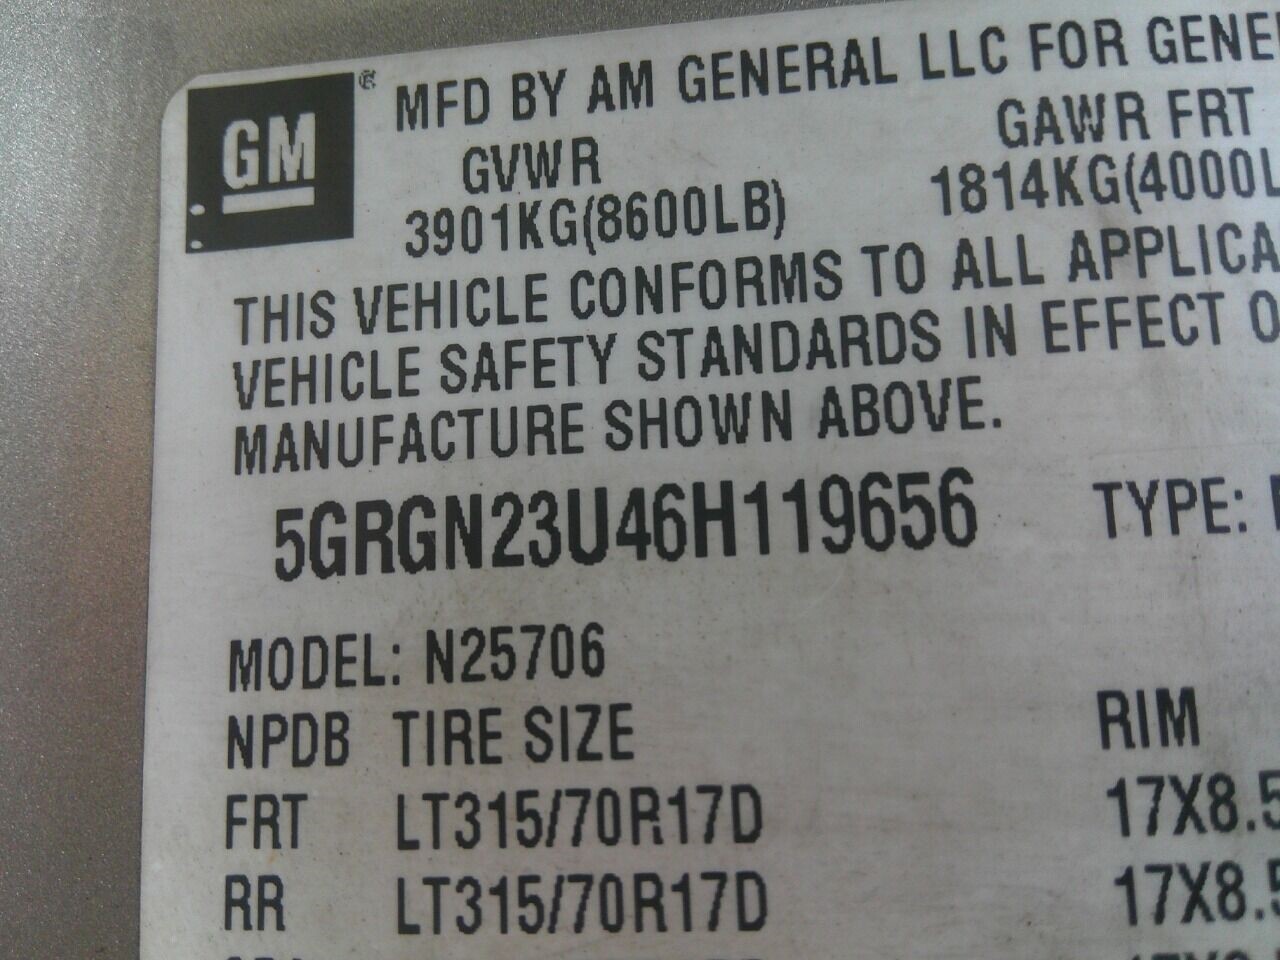 GM
MFD BY AM GENERAL LLC FOR GENE
GVWR GAWR FRT
3901KG(8600LB) 1814KG(4000L
THIS VEHICLE CONFORMS TO ALL APPLICA
VEHICLE SAFETY STANDARDS IN EFFECT O
MANUFACTURE SHOWN ABOVE.
5GRGN23U46H119656 TYPE:
MODEL: N25706
NPDB TIRE SIZE RIM
FRT LT315/70R17D 17X8.5
RR LT315/70R17D 17X8.5